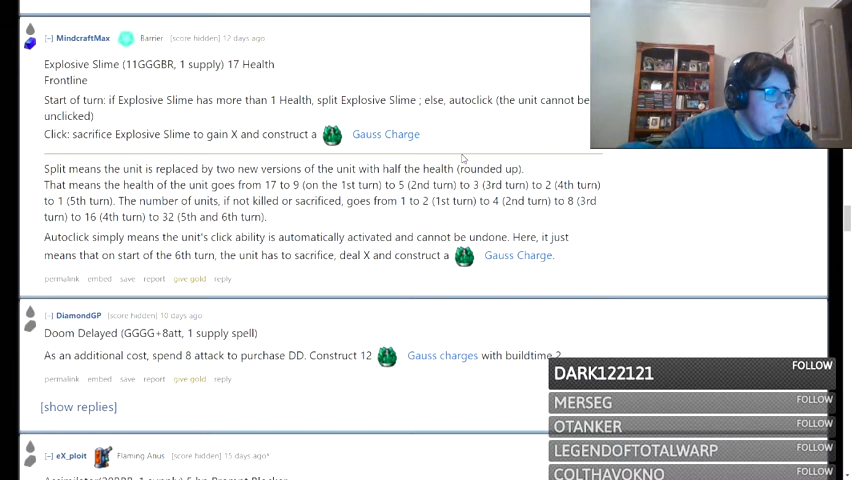 [–] MindcraftMax Barrier [score hidden] 12 days ago
Explosive Slime (11GGGBR, 1 supply) 17 Health
Frontline
Start of turn: if Explosive Slime has more than 1 Health, split Explosive Slime ; else, autoclick (the unit cannot be
unclicked)
Click: sacrifice Explosive Slime to gain X and construct a Gauss Charge
Split means the unit is replaced by two new versions of the unit with half the health (rounded up).
That means the health of the unit goes from 17 to 9 (on the 1st turn) to 5 (2nd turn) to 3 (3rd turn) to 2 (4th turn)
to 1 (5th turn). The number of units, if not killed or sacrificed, goes from 1 to 2 (1st turn) to 4 (2nd turn) to 8 (3rd
turn) to 16 (4th turn) to 32 (5th and 6th turn).
Autoclick simply means the unit's click ability is automatically activated and cannot be undone. Here, it just
means that on start of the 6th turn, the unit has to sacrifice, deal X and construct a Gauss Charge.
permalink embed save report give gold reply
[–] DiamondGP [score hidden] 10 days ago
Doom Delayed (GGGG+8att, 1 supply spell)
As an additional cost, spend 8 attack to purchase DD. Construct 12 Gauss charges with buildtime 2
permalink embed save report give gold reply
[show replies]
[–] eX_ploit Flaming Anus [score hidden] 15 days ago*
DARK122121 FOLLOW
MERSEG FOLLOW
OTANKER FOLLOW
LEGENDOFTOTALWARP FOLLOW
COLTHAVOKNO FOLLOW